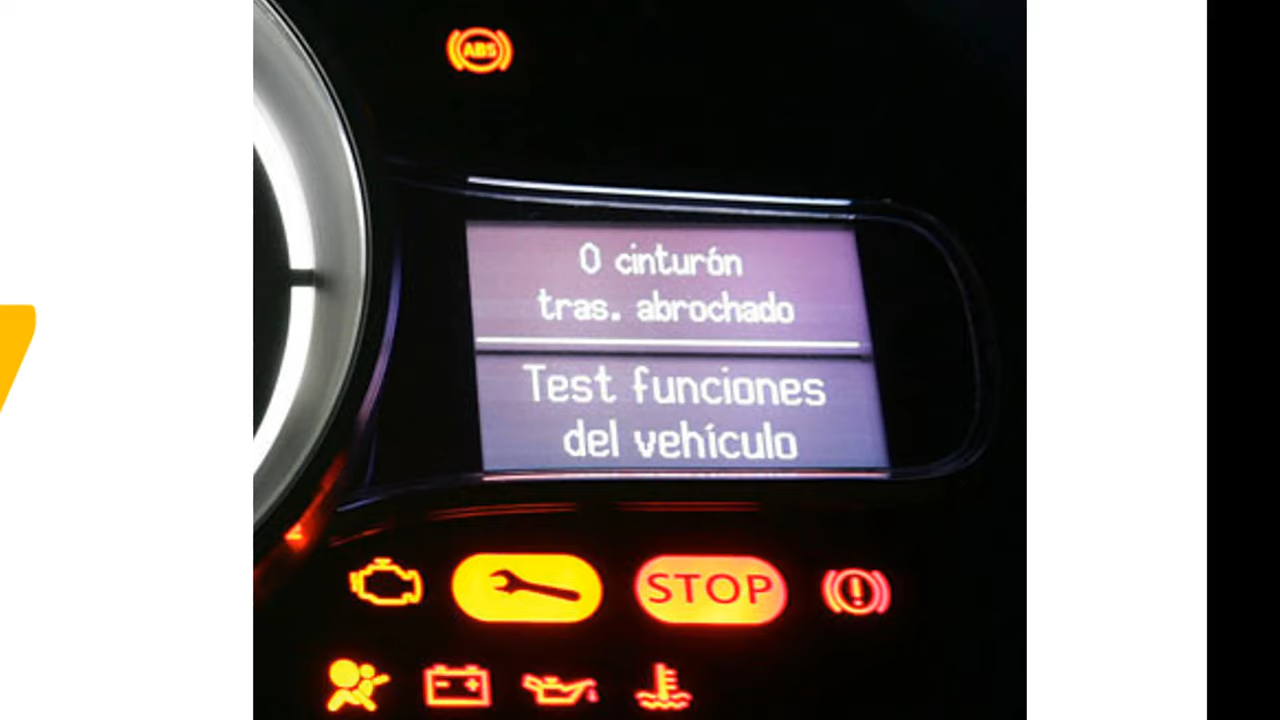 ABS
0 cinturón
tras. abrochado
Test funciones
del vehículo
STOP